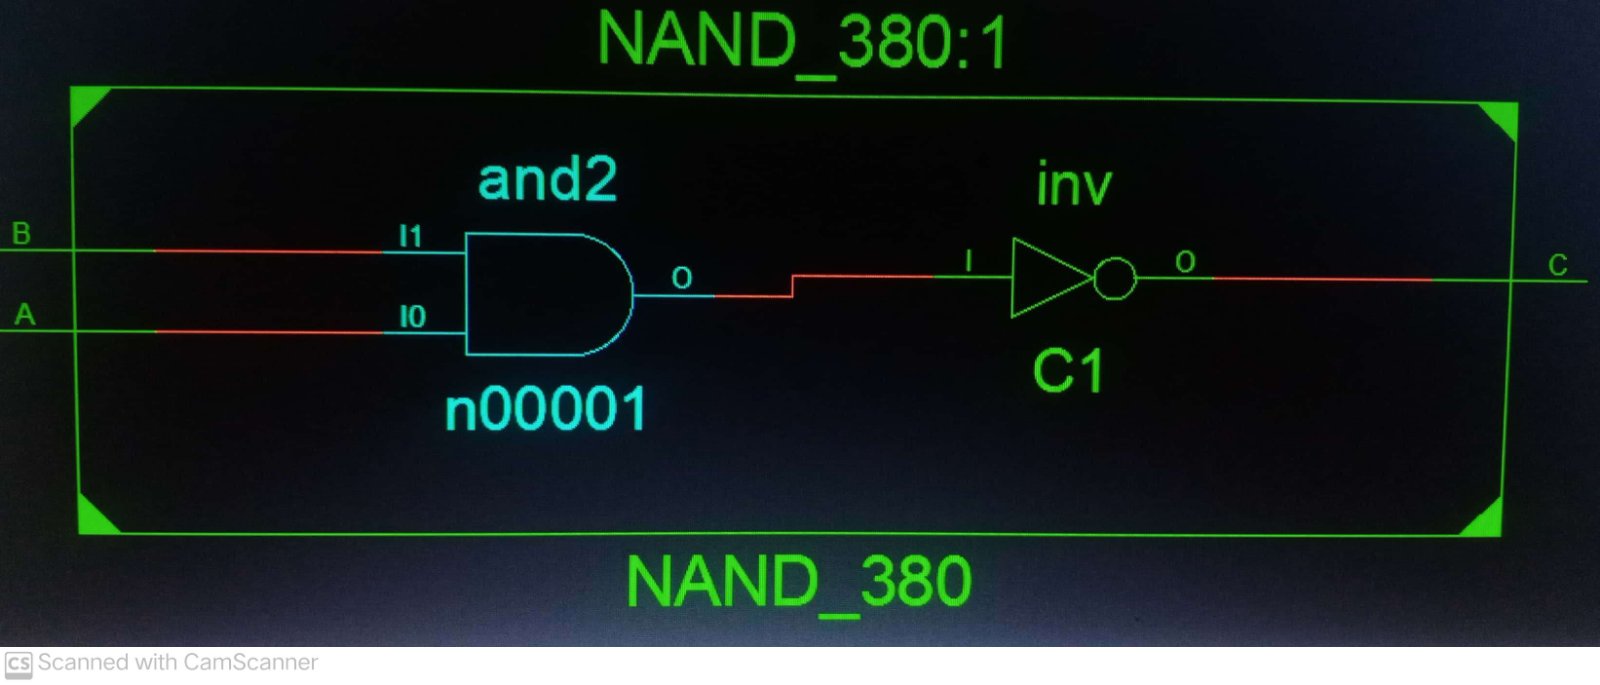 NAND_380:1
and2
inv
B
I1
I
O
C
O
A
I0
C1
n00001
NAND_380
CS Scanned with CamScanner